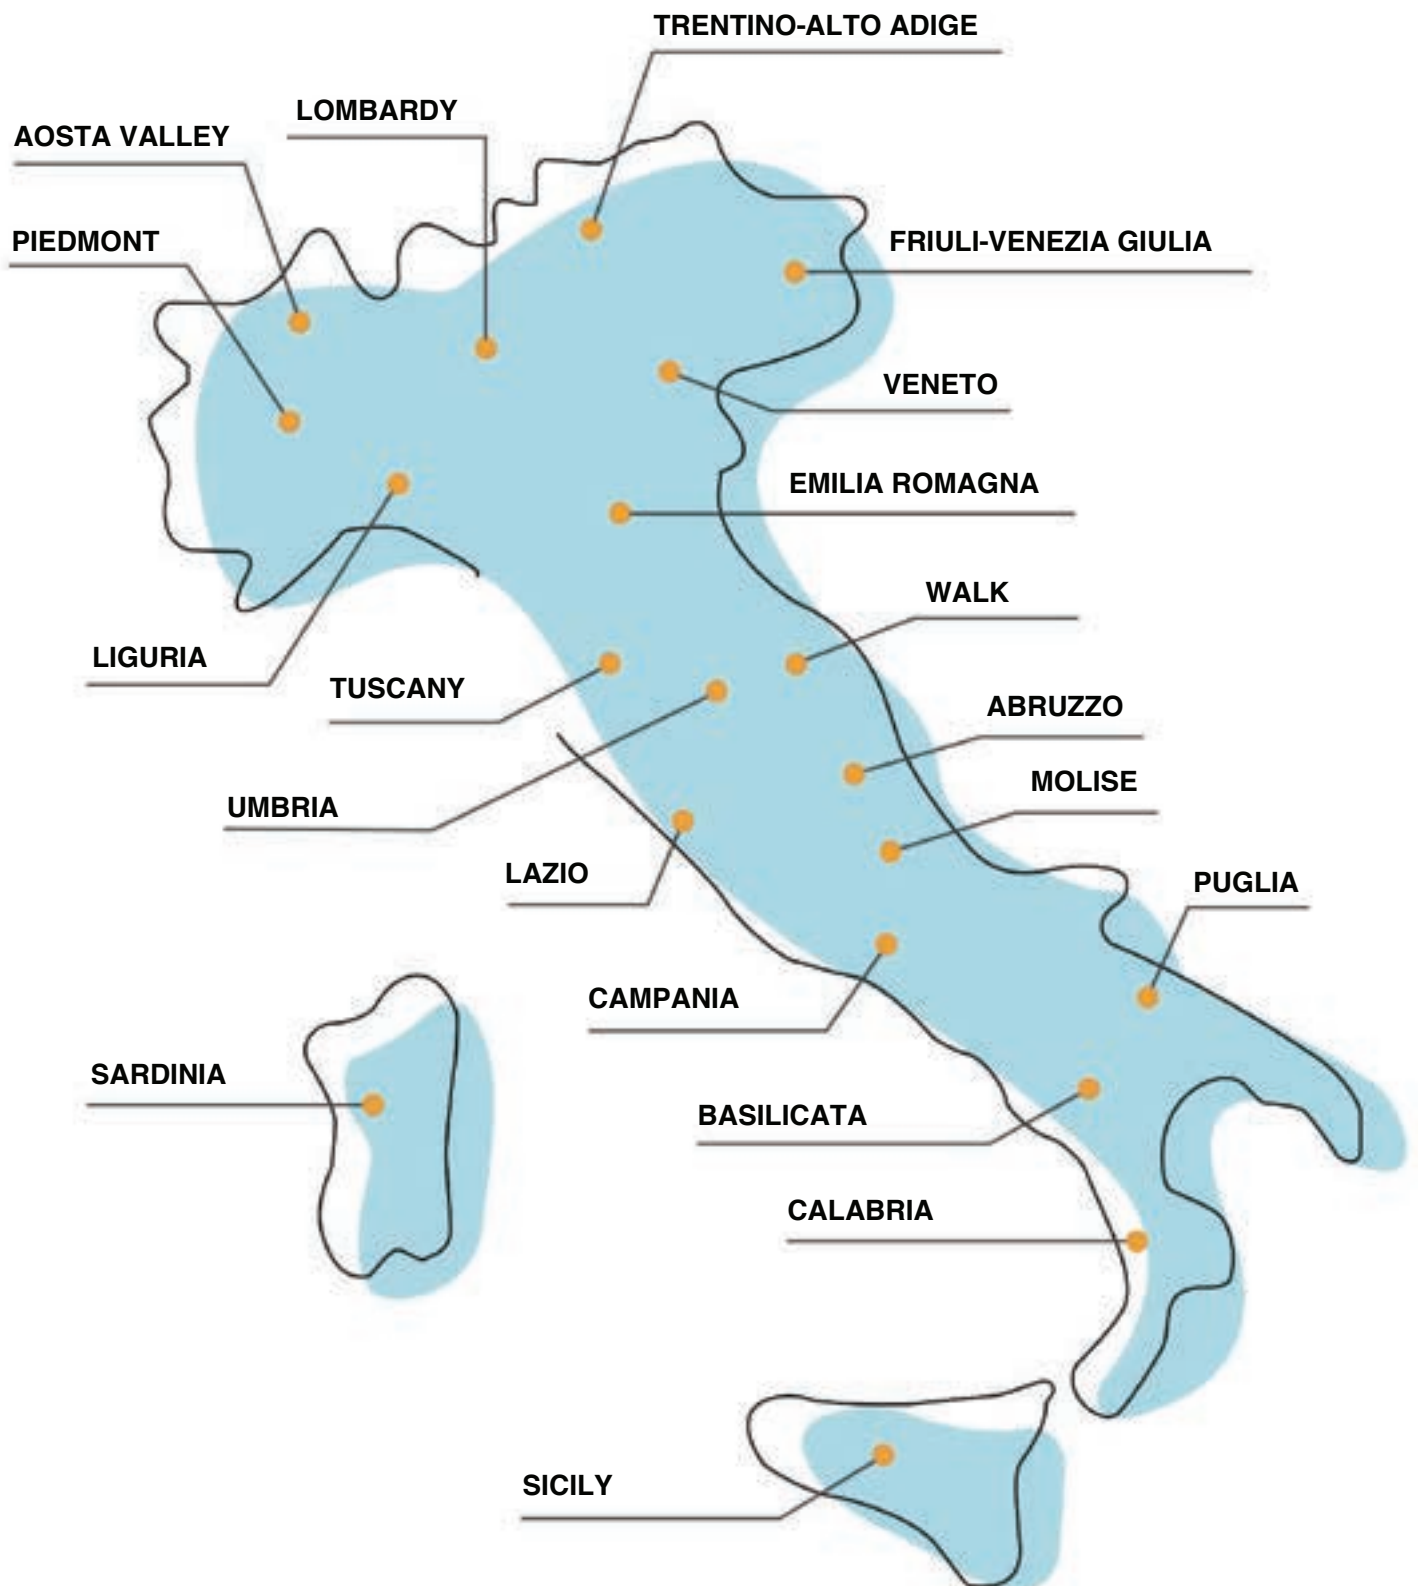 TRENTINO-ALTO ADIGE
LOMBARDY
AOSTA VALLEY
PIEDMONT
FRIULI-VENEZIA GIULIA
VENETO
EMILIA ROMAGNA
WALK
LIGURIA
TUSCANY
ABRUZZO
MOLISE
UMBRIA
LAZIO
PUGLIA
CAMPANIA
SARDINIA
BASILICATA
CALABRIA
SICILY